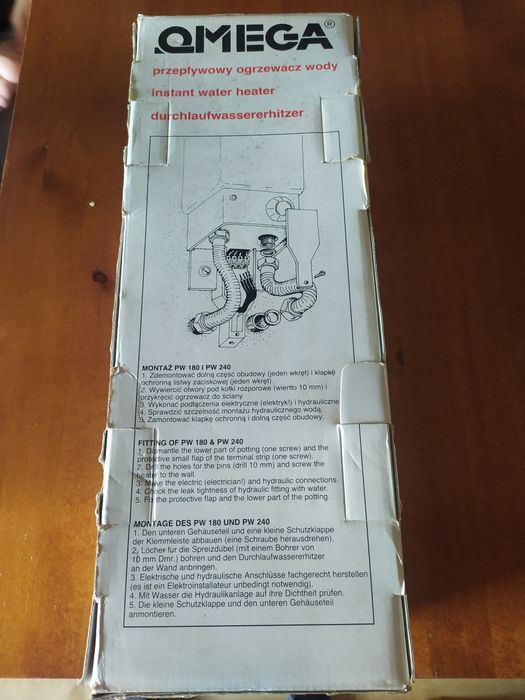 OMEGA
przepływowy ogrzewacz wody
instant water heater
durchlaufwassererhitzer
MONTAŻ PW 180 I PW 240
1. Zdemontować dolną część obudowy (jeden wkręt) i klapkę
ochronną listwy zaciskowej (jeden wkręt).
2. Wywiercić otwory pod kołki rozporowe (wiertło 10 mm) i
przykręcić ogrzewacz do ściany.
3. Wykonać podłączenia elektryczne (elektryk!) i hydrauliczne
4. Sprawdzić szczelność montażu hydraulicznego wodą.
5. Zamontować klapkę ochronną i dolną część obudowy.
FITTING OF PW 180 & PW 240
1. Dismantle the lower part of potting (one screw) and the
protective small flap of the terminal strip (one screw).
2. Drill the holes for the pins (drill 10 mm) and screw the
heater to the wall.
3. Make the electric (electrician!) and hydraulic connections.
4. Check the leak tightness of hydraulic fitting with water.
5. Fix the protective flap and the lower part of the potting.
MONTAGE DES PW 180 UND PW 240
1. Den unteren Gehäuseteil und eine kleine Schutzklappe
der Klemmleiste abbauen (eine Schraube herausdrehen).
2. Löcher für die Spreizdübel (mit einem Bohrer von
10 mm Dmr.) bohren und den Durchlaufwassererhitzer
an der Wand anbringen.
3. Elektrische und hydraulische Anschlüsse fachgerecht herstellen
(es ist ein Elektroinstallateur unbedingt notwendig).
4. Mit Wasser die Hydraulikanlage auf ihre Dichtheit prüfen.
5. Die kleine Schutzklappe und den unteren Gehäuseteil
anmontieren.